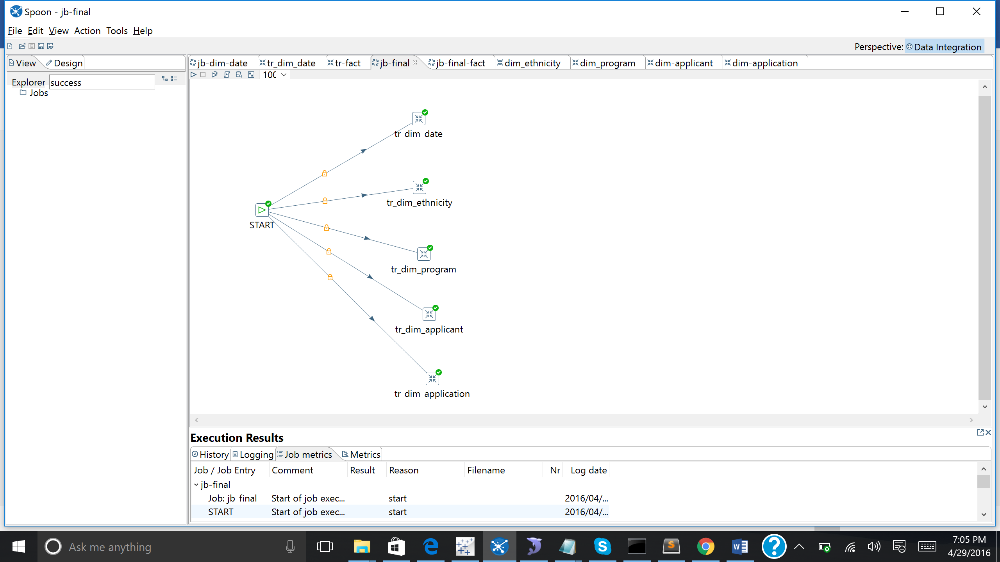 Spoon - jb-final
File Edit View Action Tools Help
Perspective: Data Integration
View Design
jb-dim-date tr_dim_date tr-fact jb-final jb-final-fact dim_ethnicity dim_program dim-applicant dim-application
Explorer success
100
Jobs
tr_dim_date
tr_dim_ethnicity
START
tr_dim_program
tr_dim_applicant
tr_dim_application
Execution Results
History Logging Job metrics Metrics
Job / Job Entry Comment Result Reason Filename Nr Log date
jb-final
Job: jb-final Start of job exec... start 2016/04/...
START Start of job exec... start 2016/04/...
Ask me anything
7:05 PM
4/29/2016